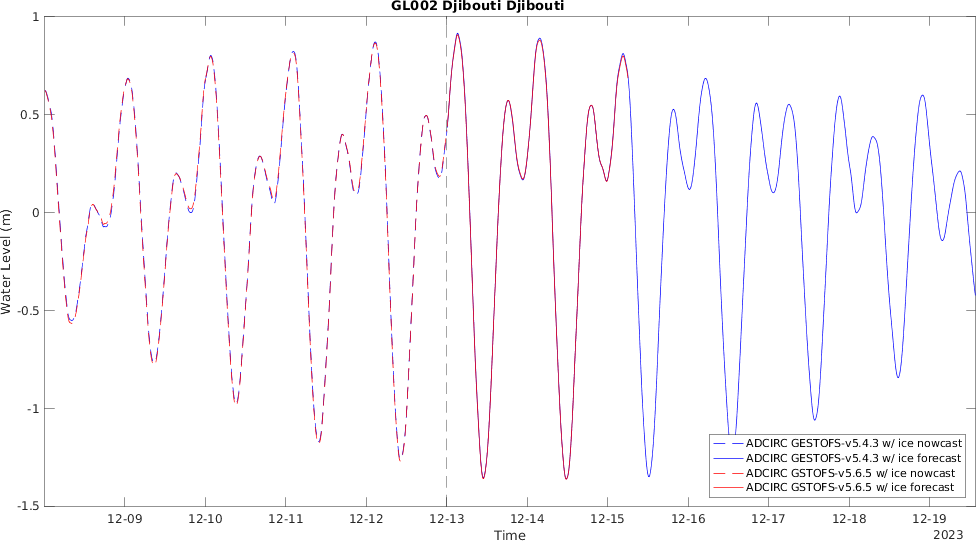 GL002 Djibouti Djibouti
1
0.5
0
-0.5
-1
-1.5
Water Level (m)
12-09 12-10 12-11 12-12 12-13 12-14 12-15 12-16 12-17 12-18 12-19
2023
Time
ADCIRC GESTOFS-v5.4.3 w/ ice nowcast
ADCIRC GESTOFS-v5.4.3 w/ ice forecast
ADCIRC GSTOFS-v5.6.5 w/ ice nowcast
ADCIRC GSTOFS-v5.6.5 w/ ice forecast